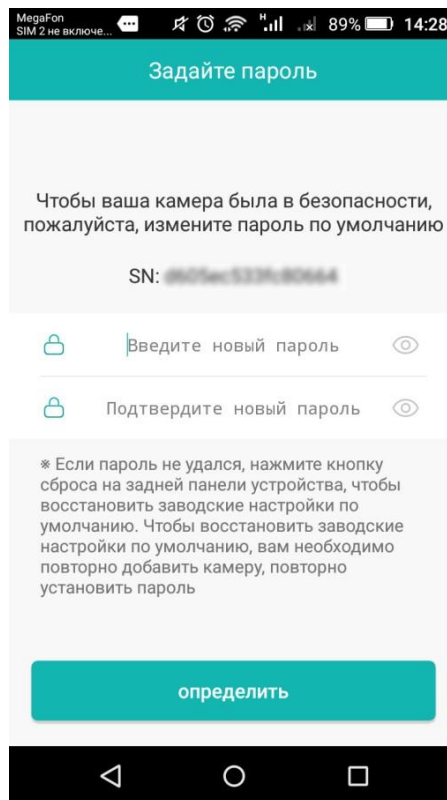 MegaFon
SIM 2 не включе...
H
89%
14:28
Задайте пароль
Чтобы ваша камера была в безопасности,
пожалуйста, измените пароль по умолчанию
SN:
Введите новый пароль
Подтвердите новый пароль
※ Если пароль не удался, нажмите кнопку
сброса на задней панели устройства, чтобы
восстановить заводские настройки по
умолчанию. Чтобы восстановить заводские
настройки по умолчанию, вам необходимо
повторно добавить камеру, повторно
установить пароль
определить